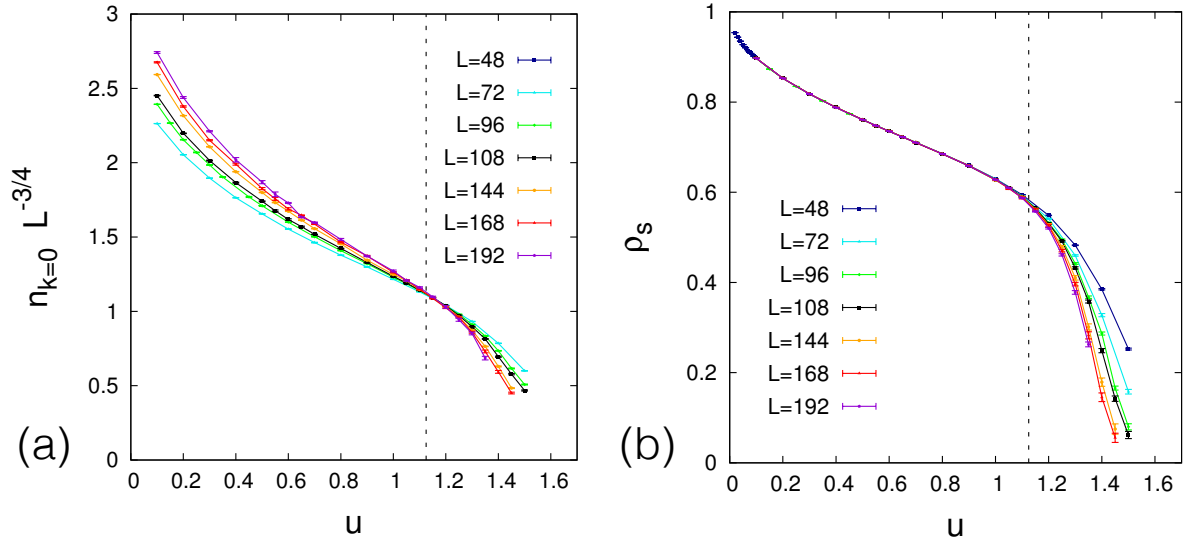 3
2.5
2
1.5
1
0.5
0
0
0.2
0.4
0.6
0.8
1
1.2
1.4
1.6
n_{k=0} L^{-3/4}
u
L=48
L=72
L=96
L=108
L=144
L=168
L=192
(a)
1
0.8
0.6
0.4
0.2
0
0
0.2
0.4
0.6
0.8
1
1.2
1.4
1.6
ρ_s
u
L=48
L=72
L=96
L=108
L=144
L=168
L=192
(b)